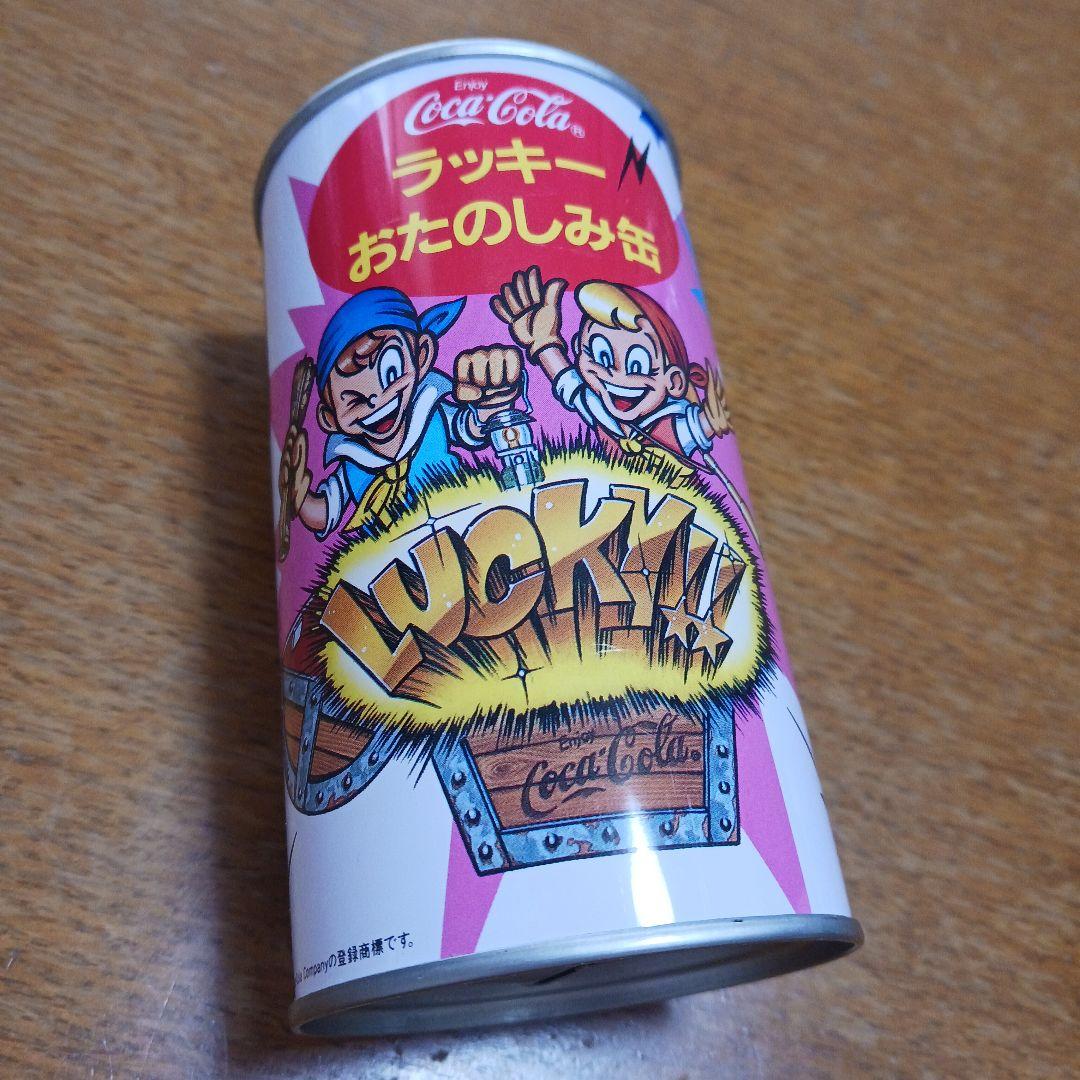 Enjoy
Coca-Cola®
ラッキー
おたのしみ缶
LUCKY!!
Enjoy
Coca-Cola®
Companyの登録商標です。